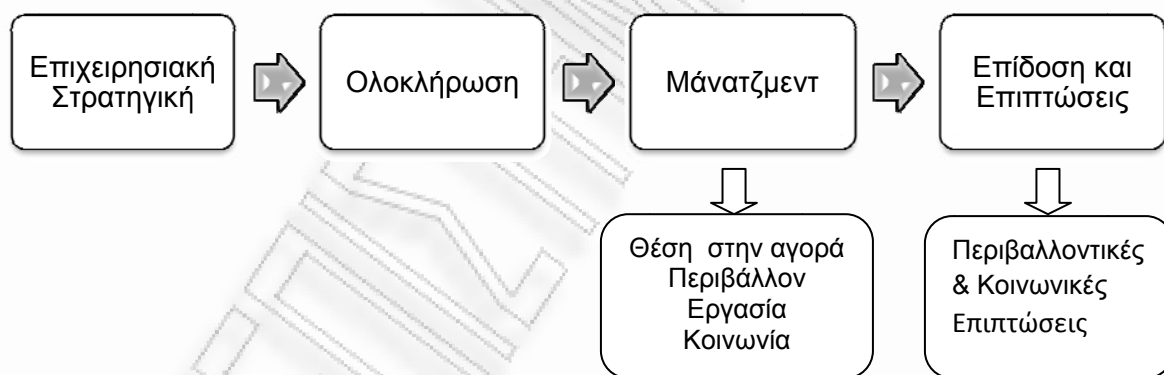 Επιχειρησιακή
Στρατηγική
Ολοκλήρωση
Μάνατζμεντ
Επίδοση και
Επιπτώσεις
Θέση στην αγορά
Περιβάλλον
Εργασία
Κοινωνία
Περιβαλλοντικές
& Κοινωνικές
Επιπτώσεις